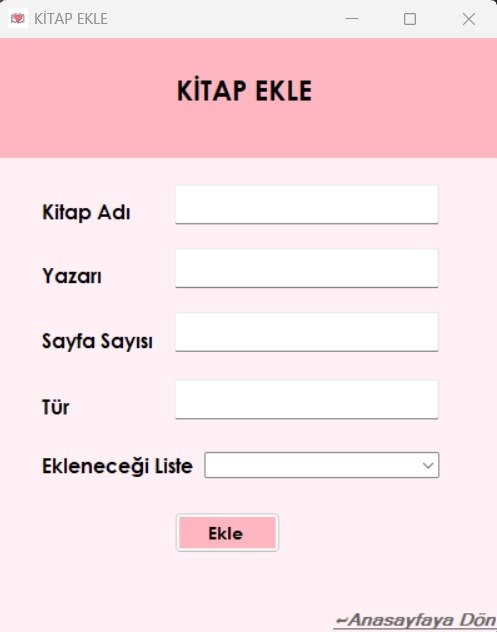 KİTAP EKLE
KİTAP EKLE
Kitap Adı
Yazarı
Sayfa Sayısı
Tür
Ekleneceği Liste
Ekle
~Anasayfaya Dön